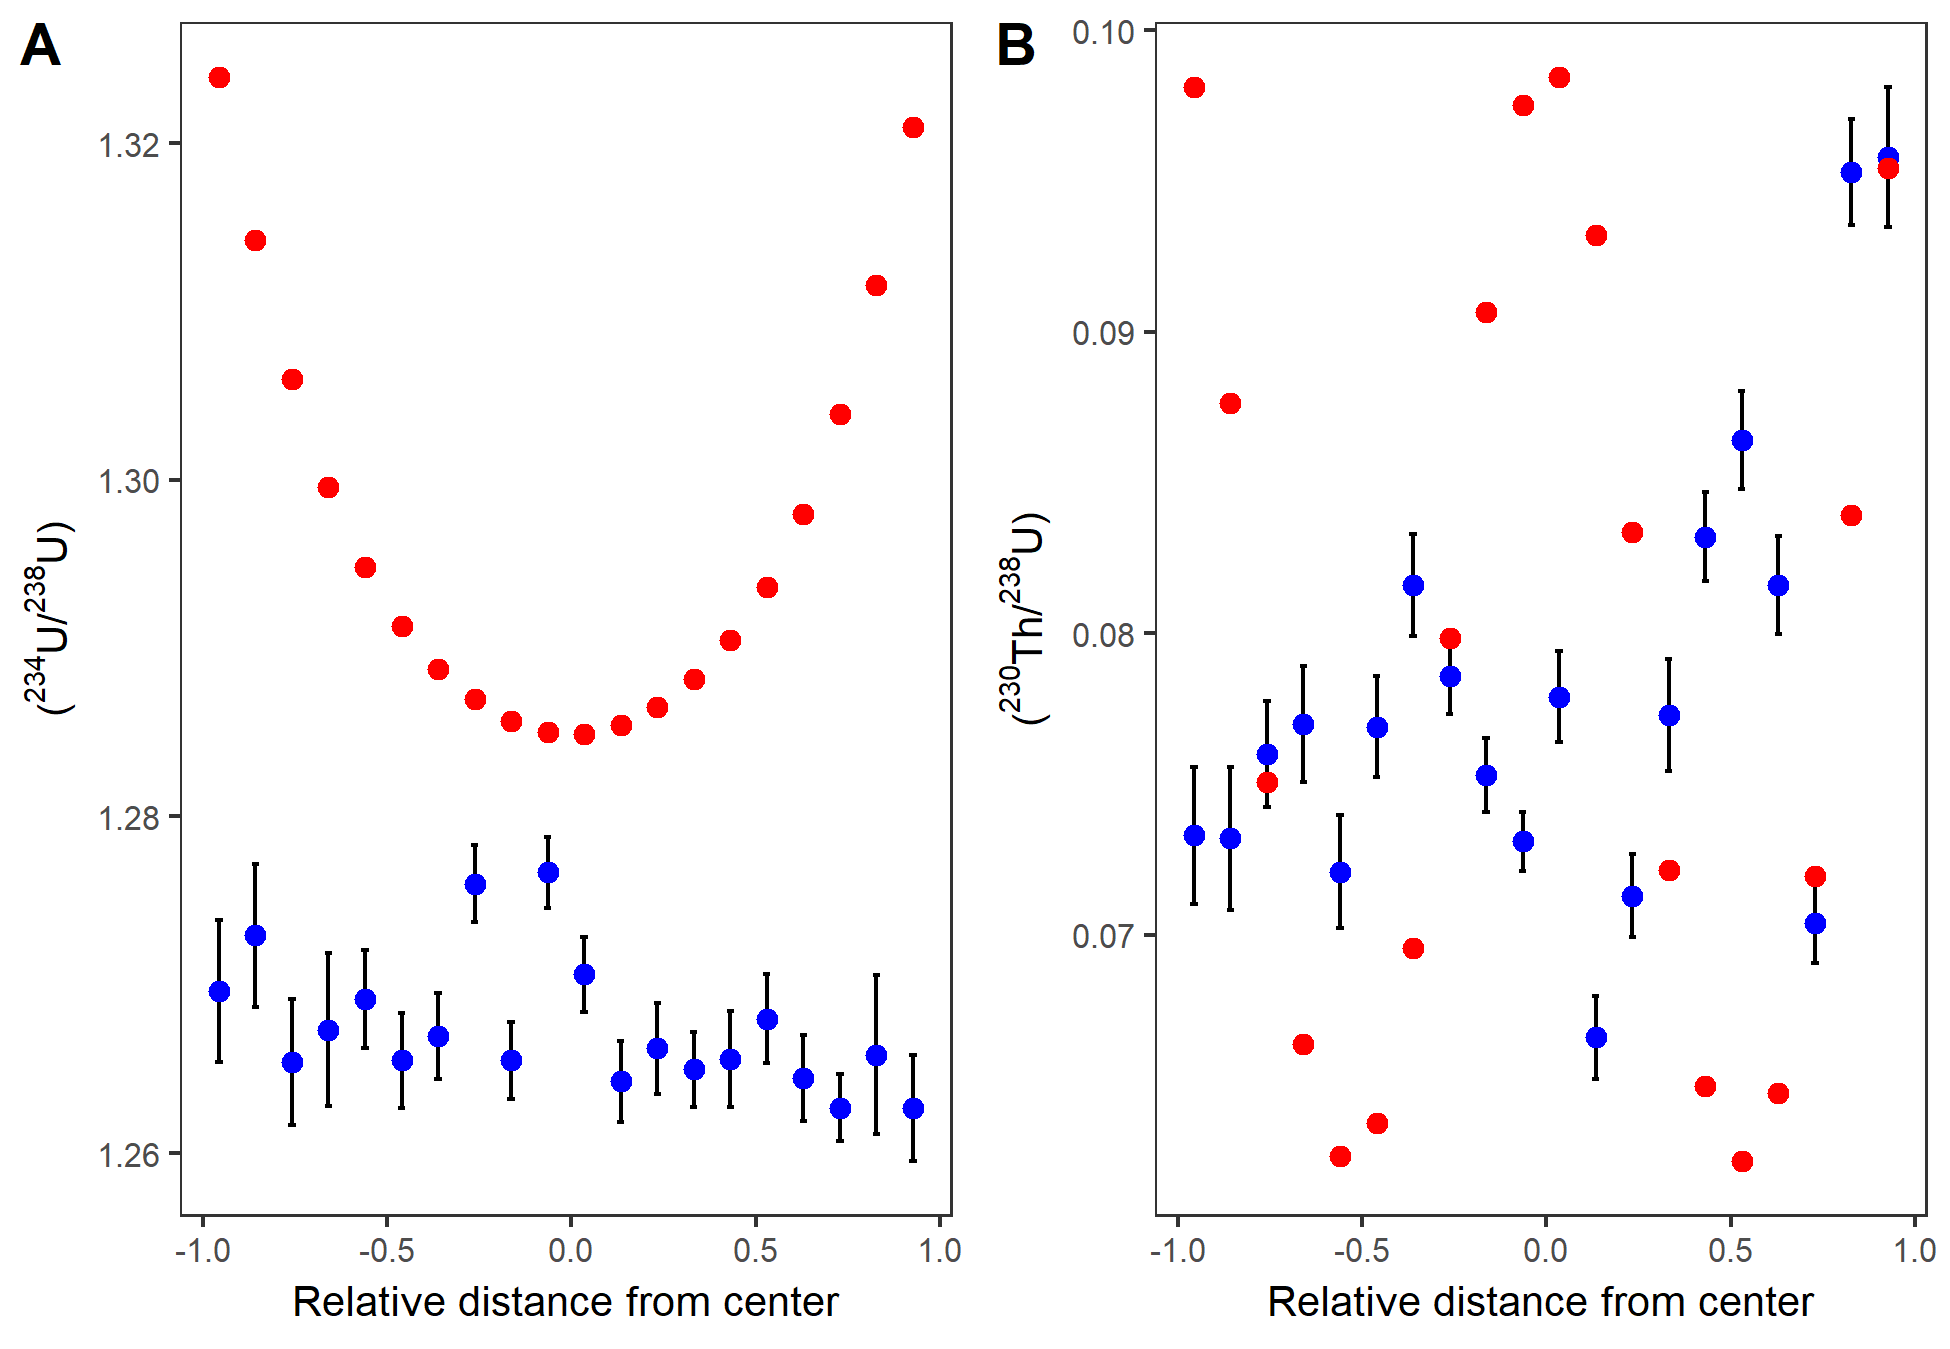 A
1.32
1.30
1.28
1.26
(²³⁴U/²³⁸U)
-1.0 -0.5 0.0 0.5 1.0
Relative distance from center
B
0.10
0.09
0.08
0.07
(²³⁰Th/²³⁸U)
-1.0 -0.5 0.0 0.5 1.0
Relative distance from center